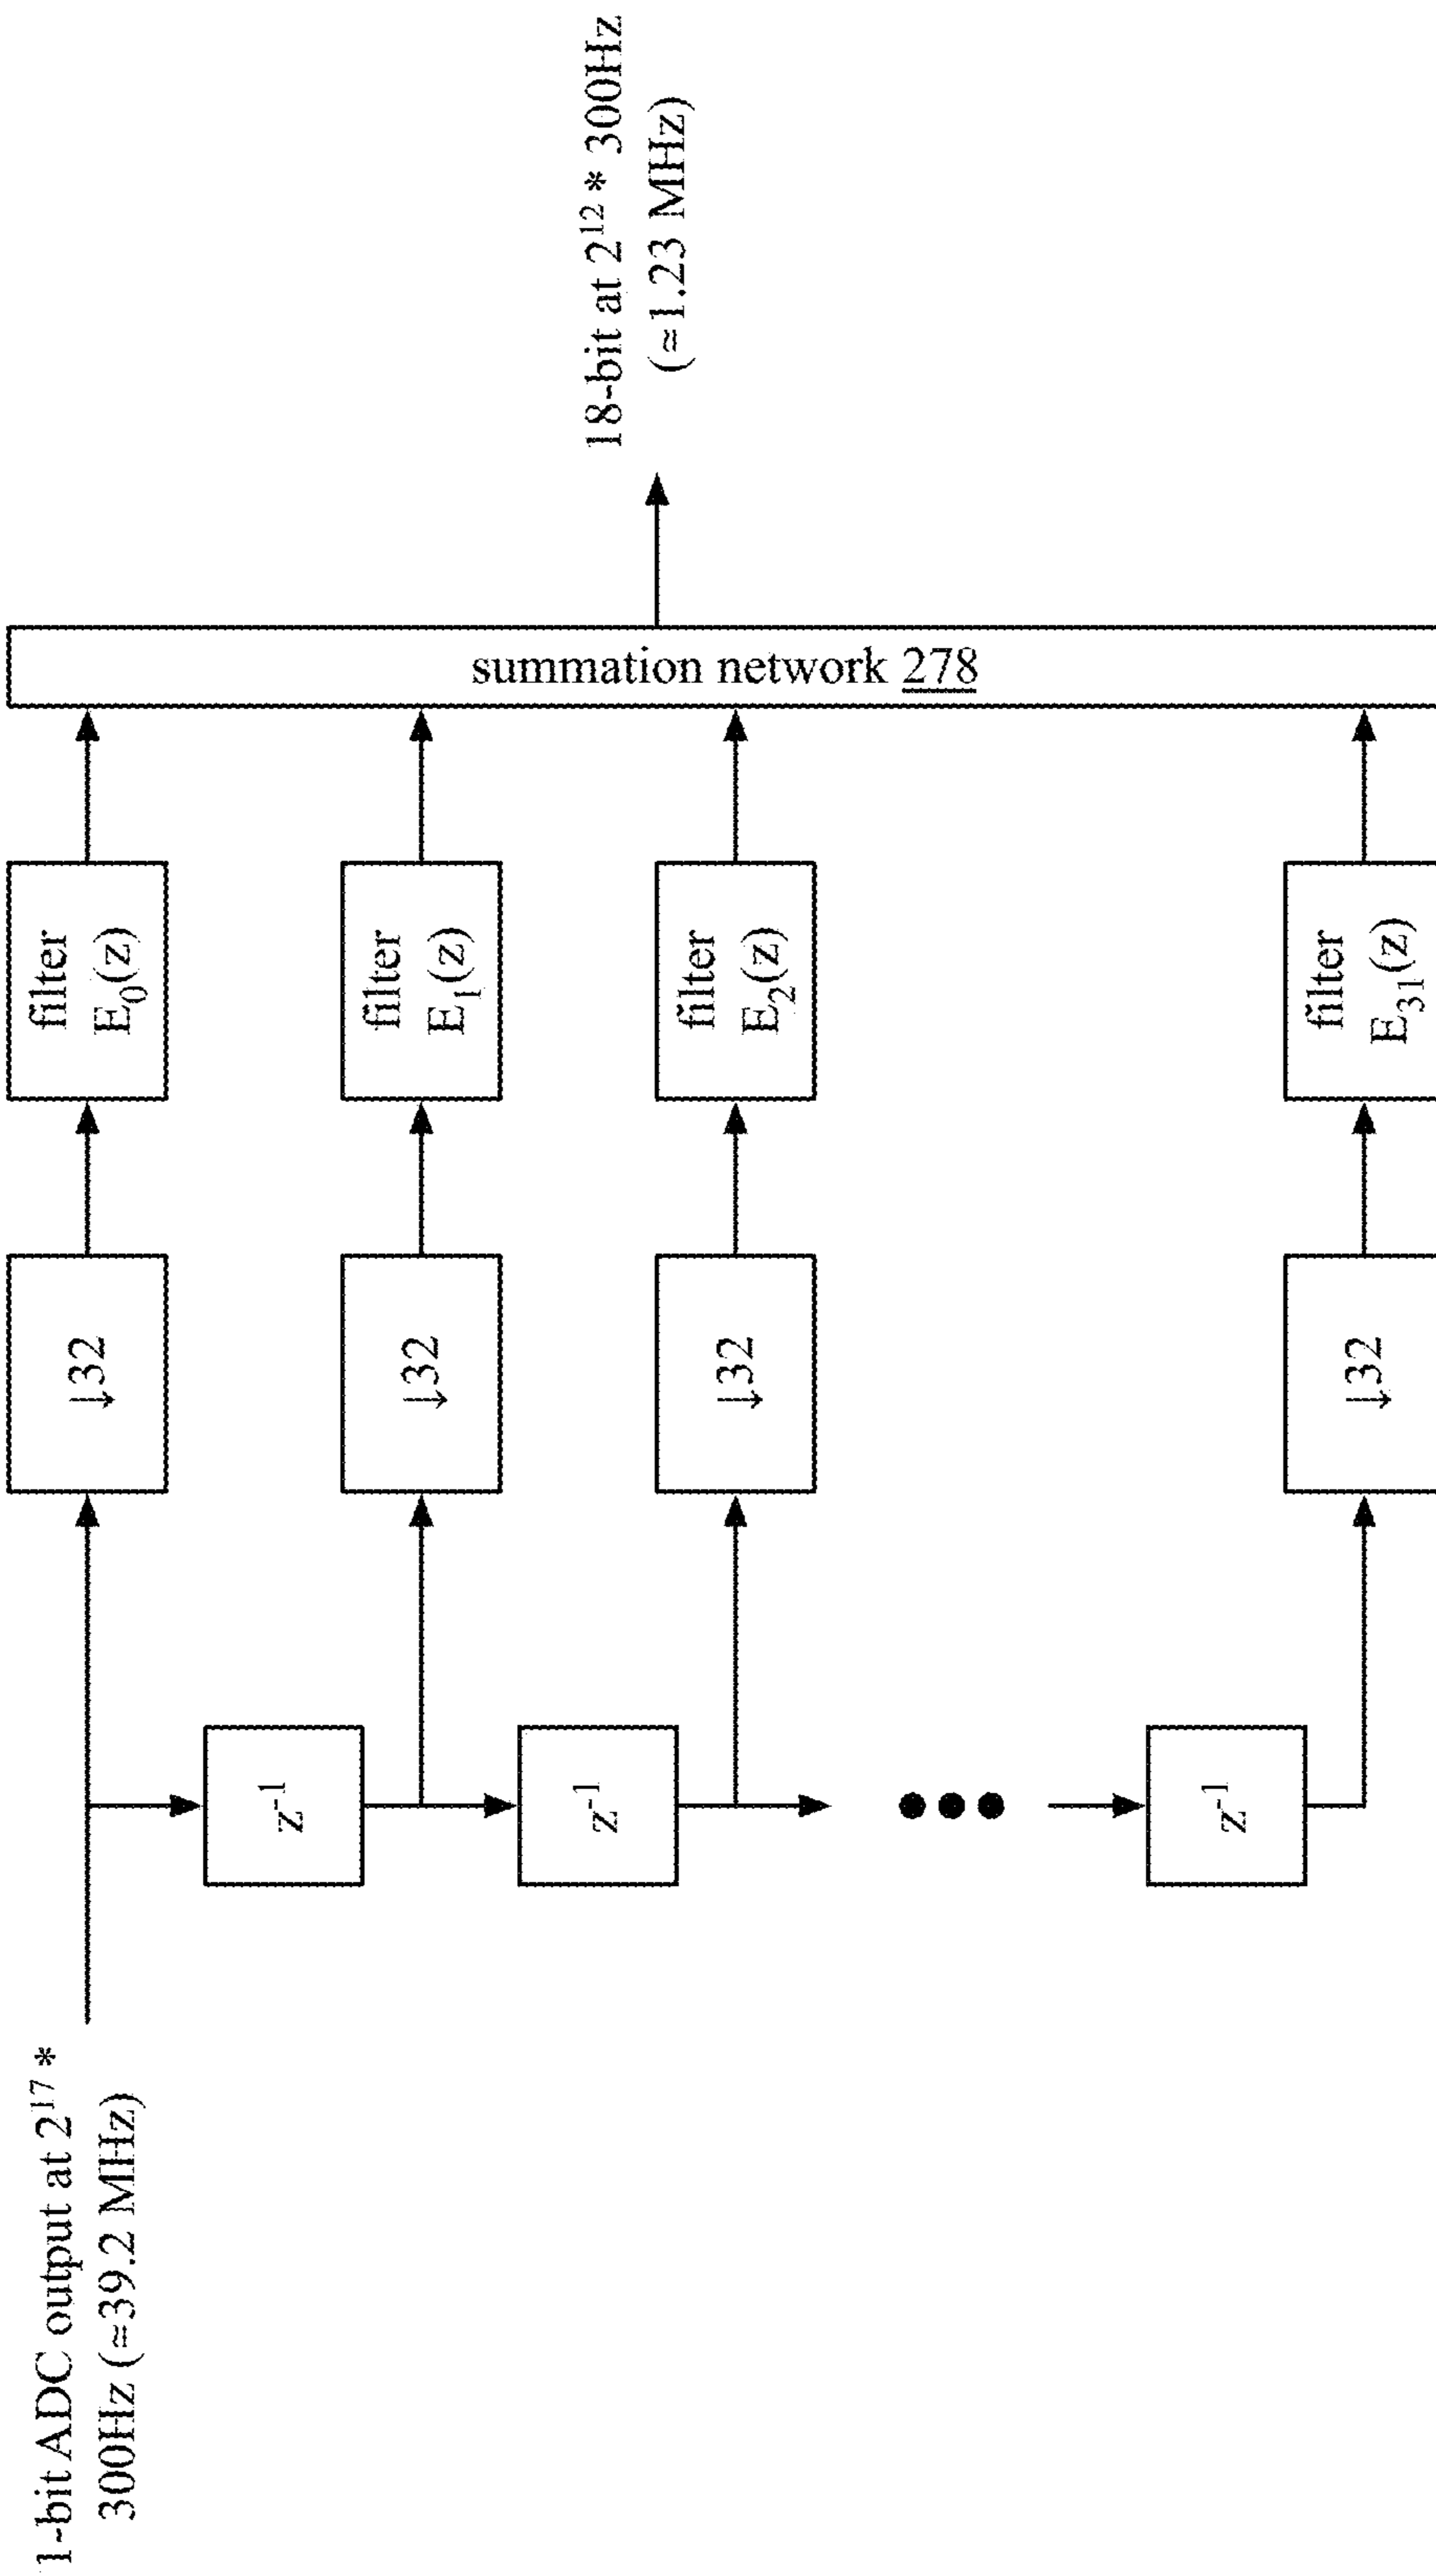 1-bit ADC output at 2¹⁷ *
300Hz (≈39.2 MHz)
z⁻¹
z⁻¹
z⁻¹
↓32
↓32
↓32
↓32
filter
E₀(z)
filter
E₁(z)
filter
E₂(z)
filter
E₃₁(z)
summation network 278
18-bit at 2¹² * 300Hz
(≈1.23 MHz)